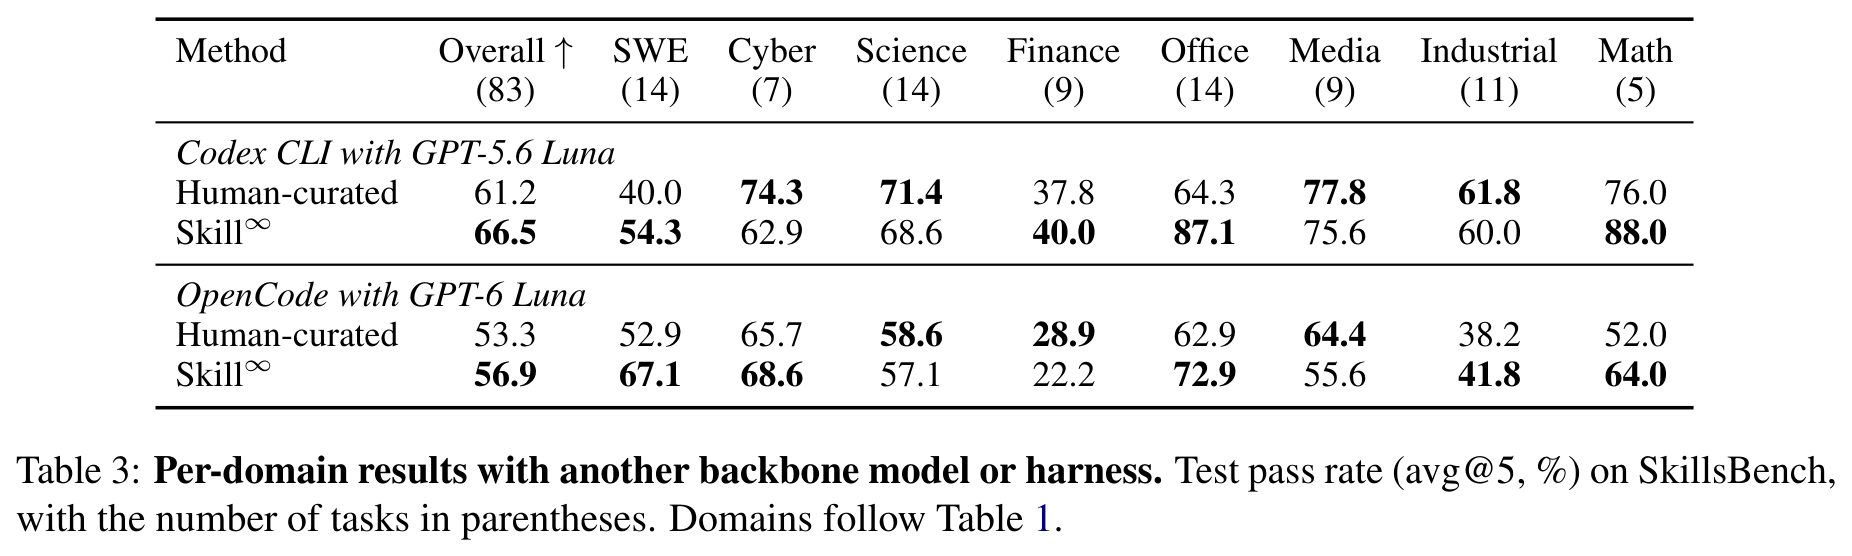 Method Overall ↑ SWE Cyber Science Finance Office Media Industrial Math
(83) (14) (7) (14) (9) (14) (9) (11) (5)
Codex CLI with GPT-5.6 Luna
Human-curated 61.2 40.0 74.3 71.4 37.8 64.3 77.8 61.8 76.0
Skill∞ 66.5 54.3 62.9 68.6 40.0 87.1 75.6 60.0 88.0
OpenCode with GPT-6 Luna
Human-curated 53.3 52.9 65.7 58.6 28.9 62.9 64.4 38.2 52.0
Skill∞ 56.9 67.1 68.6 57.1 22.2 72.9 55.6 41.8 64.0
Table 3: Per-domain results with another backbone model or harness. Test pass rate (avg@5, %) on SkillsBench,
with the number of tasks in parentheses. Domains follow Table 1.